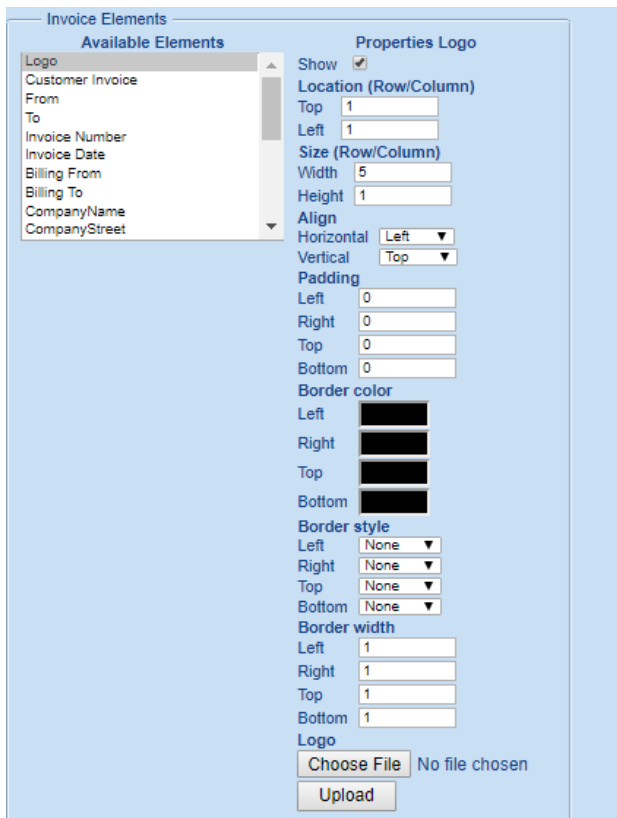 Invoice Elements
Available Elements
Logo
Customer Invoice
From
To
Invoice Number
Invoice Date
Billing From
Billing To
CompanyName
CompanyStreet
Properties Logo
Show
Location (Row/Column)
Top 1
Left 1
Size (Row/Column)
Width 5
Height 1
Align
Horizontal Left
Vertical Top
Padding
Left 0
Right 0
Top 0
Bottom 0
Border color
Left
Right
Top
Bottom
Border style
Left None
Right None
Top None
Bottom None
Border width
Left 1
Right 1
Top 1
Bottom 1
Logo
Choose File No file chosen
Upload